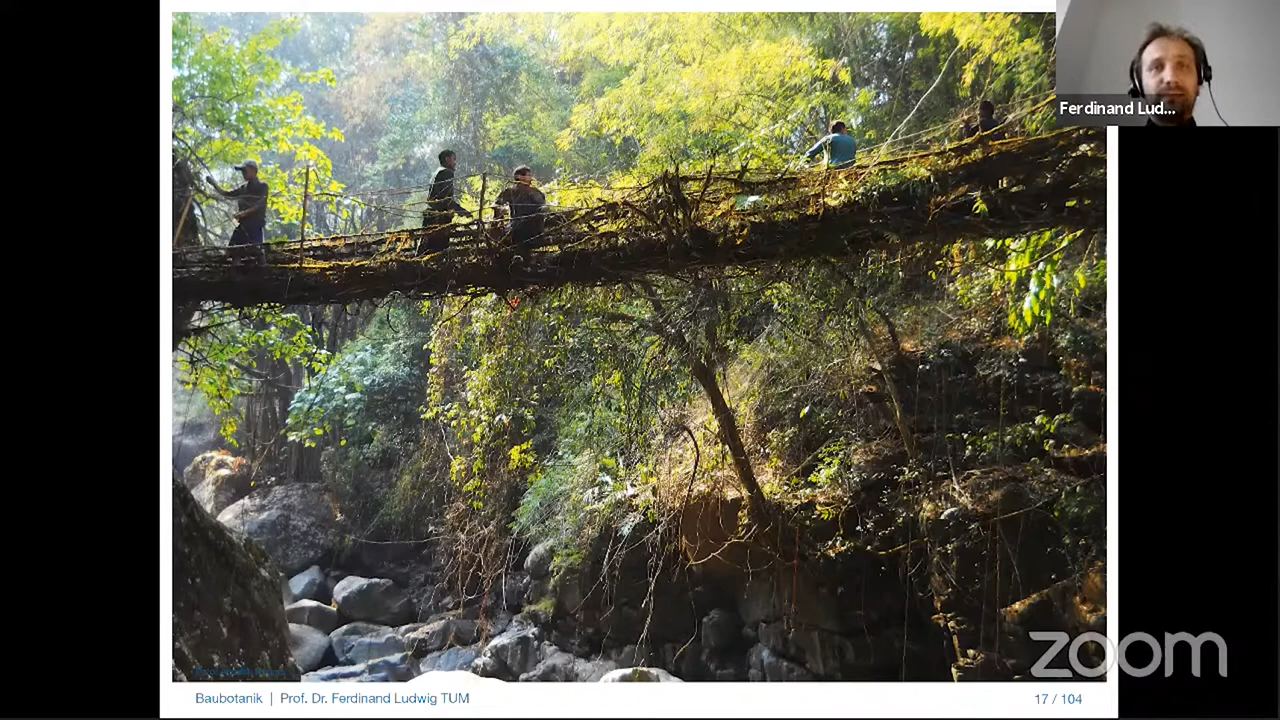 Ferdinand Lud...
zoom
Baubotanik | Prof. Dr. Ferdinand Ludwig TUM
17 / 104